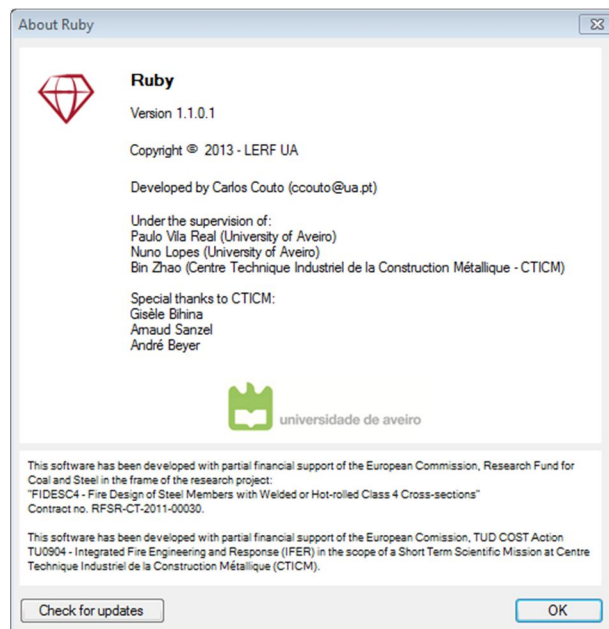 About Ruby
Ruby
Version 1.1.0.1
Copyright © 2013 - LERF UA
Developed by Carlos Couto (ccouto@ua.pt)
Under the supervision of:
Paulo Vila Real (University of Aveiro)
Nuno Lopes (University of Aveiro)
Bin Zhao (Centre Technique Industriel de la Construction Métallique - CTICM)
Special thanks to CTICM:
Gisèle Bihina
Arnaud Sanzel
André Beyer
universidade de aveiro
This software has been developed with partial financial support of the European Commission, Research Fund for
Coal and Steel in the frame of the research project:
"FIDESC4 - Fire Design of Steel Members with Welded or Hot-rolled Class 4 Cross-sections"
Contract no. RFSR-CT-2011-00030.
This software has been developed with partial financial support of the European Comission, TUD COST Action
TU0904 - Integrated Fire Engineering and Response (IFER) in the scope of a Short Term Scientific Mission at Centre
Technique Industriel de la Construction Métallique (CTICM).
Check for updates
OK